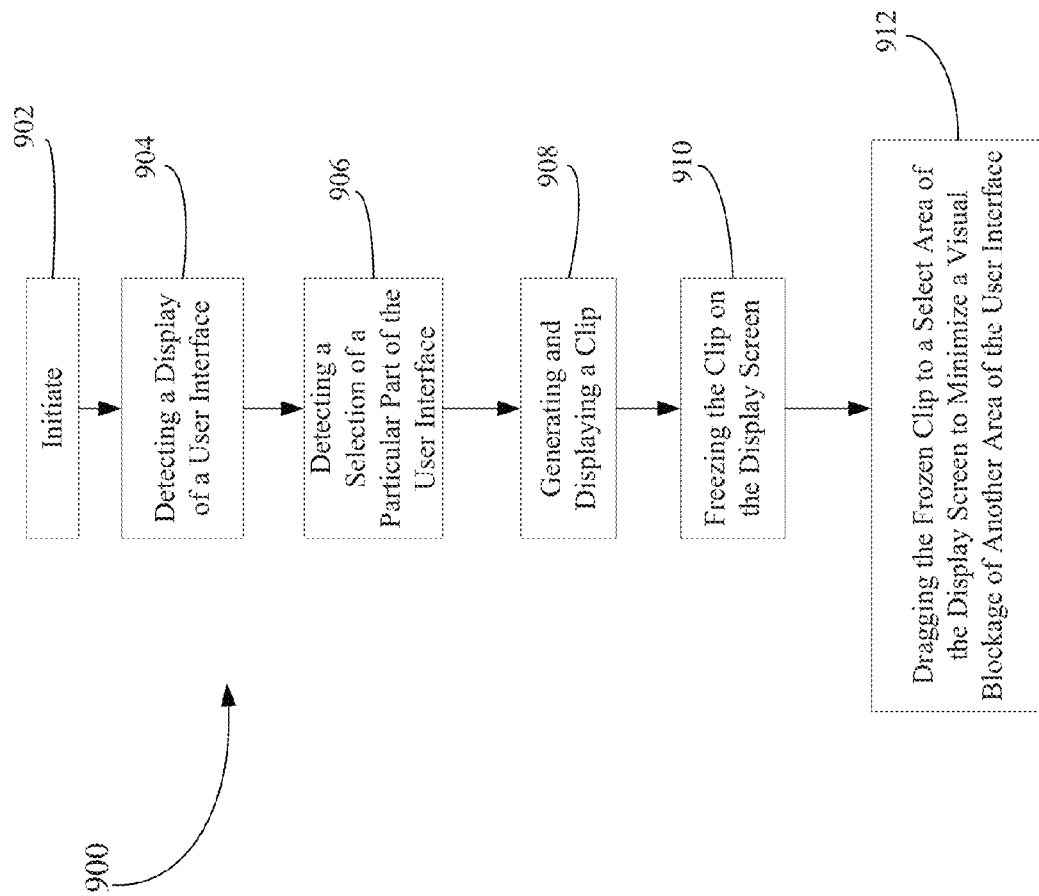 900
902
Initiate
904
Detecting a Display
of a User Interface
906
Detecting a
Selection of a
Particular Part of the
User Interface
908
Generating and
Displaying a Clip
910
Freezing the Clip on
the Display Screen
912
Dragging the Frozen Clip to a Select Area of
the Display Screen to Minimize a Visual
Blockage of Another Area of the User Interface